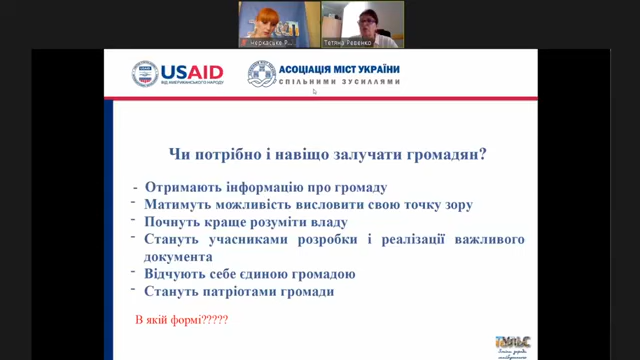 Черкаське Р...
Тетяна Ревенко
USAID
ВІД АМЕРИКАНСЬКОГО НАРОДУ
АСОЦІАЦІЯ МІСТ УКРАЇНИ
СПІЛЬНИМИ ЗУСИЛЛЯМИ
Чи потрібно і навіщо залучати громадян?
- Отримають інформацію про громаду
- Матимуть можливість висловити свою точку зору
- Почнуть краще розуміти владу
- Стануть учасниками розробки і реалізації важливого
документа
- Відчують себе єдиною громадою
- Стануть патріотами громади
В якій формі?????